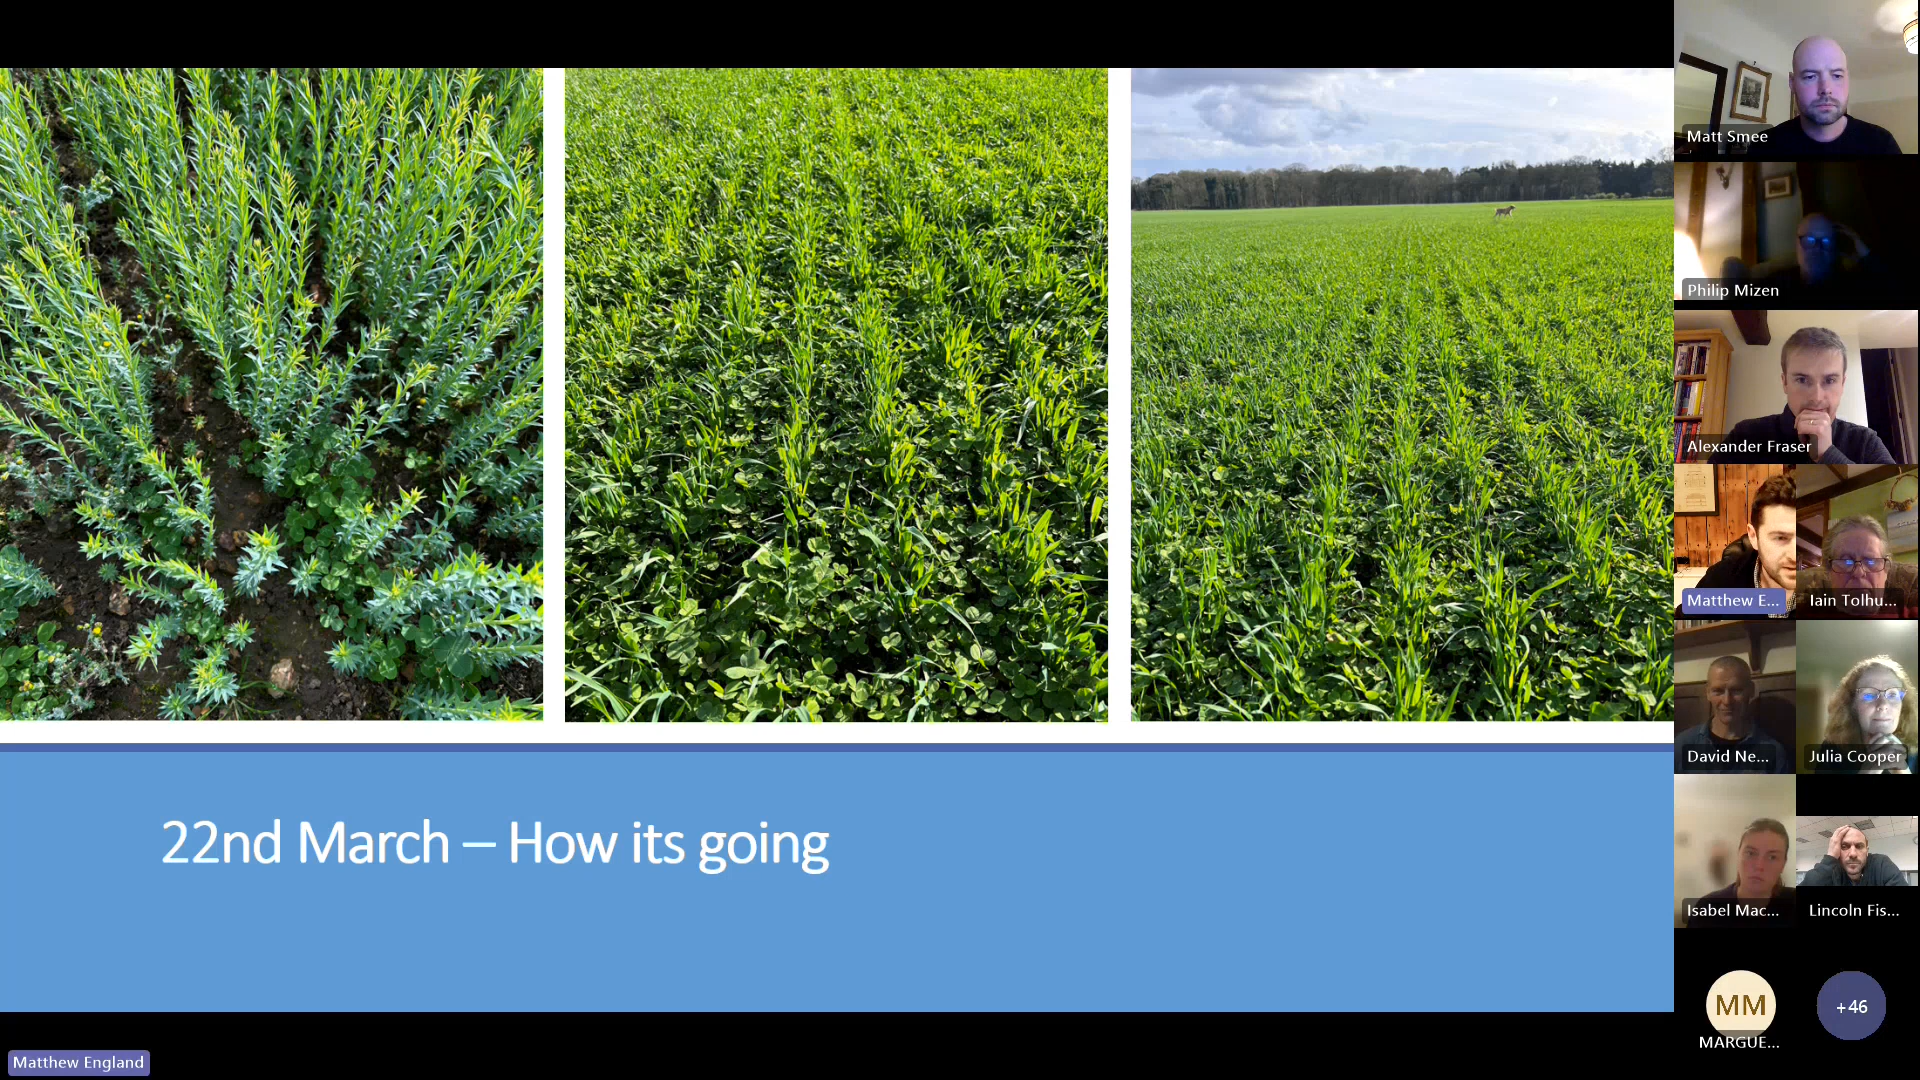 22nd March – How its going
Matthew England
Matt Smee
Philip Mizen
Alexander Fraser
Matthew E...
Iain Tolhu...
David Ne...
Julia Cooper
Isabel Mac...
Lincoln Fis...
MM
MARGUE...
+46